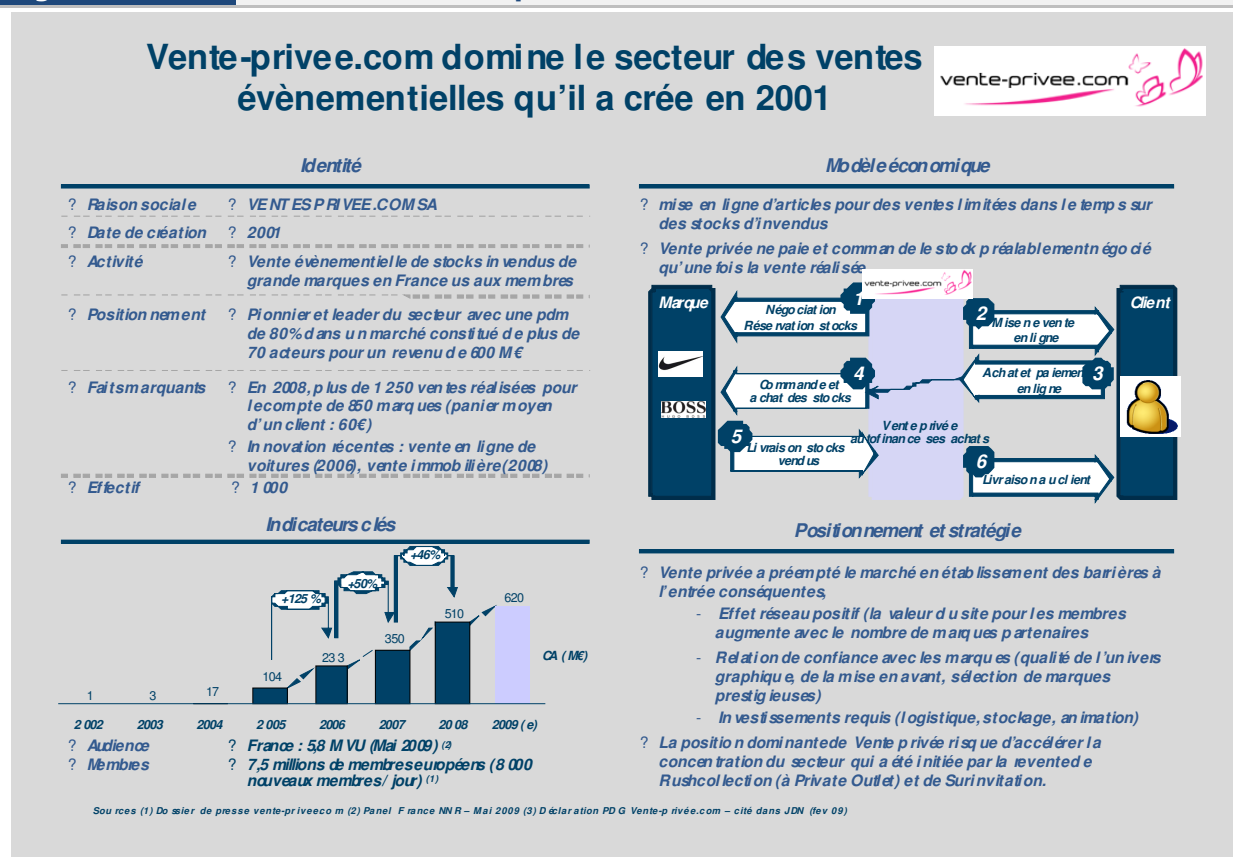 Vente-privee.com domine le secteur des ventes
évènementielles qu'il a crée en 2001
vente-privee.com
Identité
? Raison sociale ? VENTESPRIVEE.COM SA
? Date de création ? 2001
? Activité ? Vente évènementielle de stocks invendus de
grande marques en France us aux membres
? Position nement ? Pionnier et leader du secteur avec une pdm
de 80% dans un marché constitué de plus de
70 acteurs pour un revenu de 600 M€
? Faits marquants ? En 2008, plus de 1 250 ventes réalisées pour
le compte de 850 marques (panier moyen
d'un client : 60€)
? Innovation récentes : vente en ligne de
voitures (2006), vente immobilière (2008)
? Effectif ? 1 000
Indicateurs clés
+125 %
+50%
+46%
1
3
17
104
233
350
510
620
CA (M€)
2 002 2003 2004 2 005 2006 2007 20 08 2009 (e)
? Audience ? France : 5,8 M VU (Mai 2009) (2)
? Membres ? 7,5 millions de membres européens (8 000
nouveaux membres / jour) (1)
Modèle économique
? mise en ligne d'articles pour des ventes limitées dans le temps sur
des stocks d'invendus
? Vente privée ne paie et commande le stock préalablement négocié
qu'une fois la vente réalisée
vente-privee.com
Marque
Client
1
Négociation
Réservation stocks
2
Mise n e vente
en ligne
3
Achat et paiement
en ligne
4
Commande et
achat des stocks
BOSS
HUGO BOSS
Vente privée
autofinance ses achats
5
Livraison stocks
vendus
6
Livraison au client
Positionnement et stratégie
? Vente privée a préempté le marché en établissement des barrières à
l'entrée conséquentes,
- Effet réseau positif (la valeur du site pour les membres
augmente avec le nombre de marques partenaires
- Relation de confiance avec les marques (qualité de l'univers
graphique, de la mise en avant, sélection de marques
prestigieuses)
- Investissements requis (logistique, stockage, animation)
? La position dominante de Vente privée risque d'accélérer la
concentration du secteur qui a été initiée par la revente de
Rushcollection (à Private Outlet) et de Surinvitation.
Sources (1) Dossier de presse vente-priveecom (2) Panel France NNR – Mai 2009 (3) Déclaration PDG Vente-privée.com – cité dans JDN (fev 09)